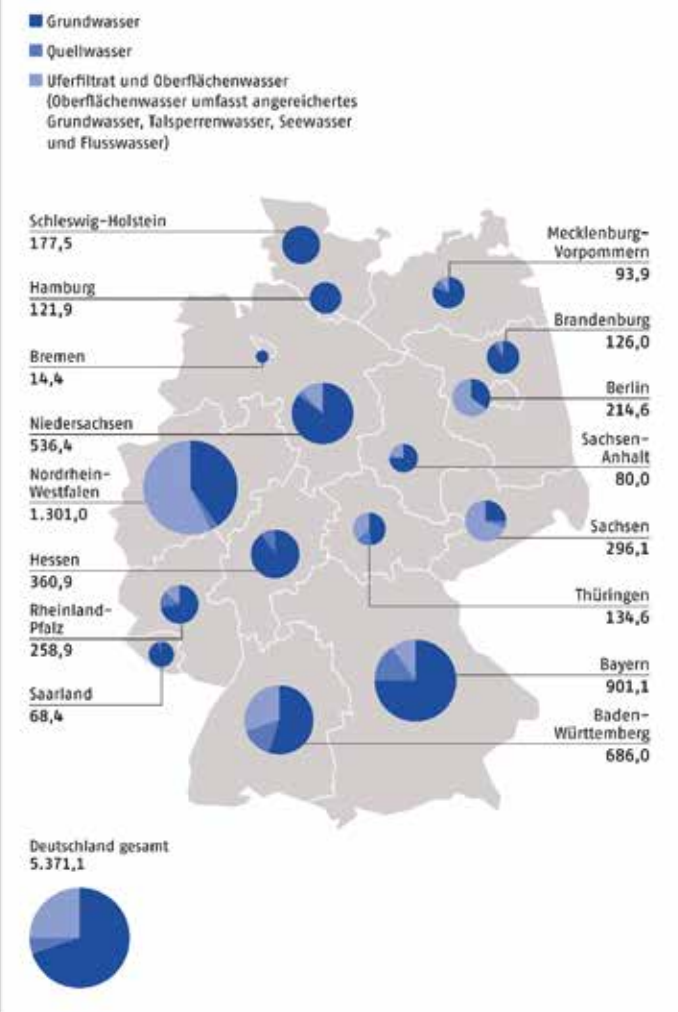 Grundwasser
Quellwasser
Uferfiltrat und Oberflächenwasser
(Oberflächenwasser umfasst angereichertes
Grundwasser, Talsperrenwasser, Seewasser
und Flusswasser)
Schleswig-Holstein
177,5
Hamburg
121,9
Bremen
14,4
Niedersachsen
536,4
Nordrhein-
Westfalen
1.301,0
Hessen
360,9
Rheinland-
Pfalz
258,9
Saarland
68,4
Mecklenburg-
Vorpommern
93,9
Brandenburg
126,0
Berlin
214,6
Sachsen-
Anhalt
80,0
Sachsen
296,1
Thüringen
134,6
Bayern
901,1
Baden-
Württemberg
686,0
Deutschland gesamt
5.371,1